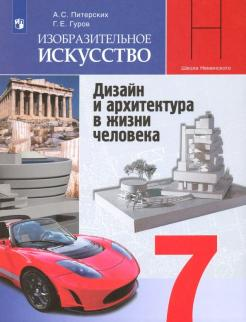 А. С. Питерских
Г. Е. Гуров
ИЗОБРАЗИТЕЛЬНОЕ
ИСКУССТВО
Школа Неменского
Дизайн
и архитектура
в жизни
человека
7